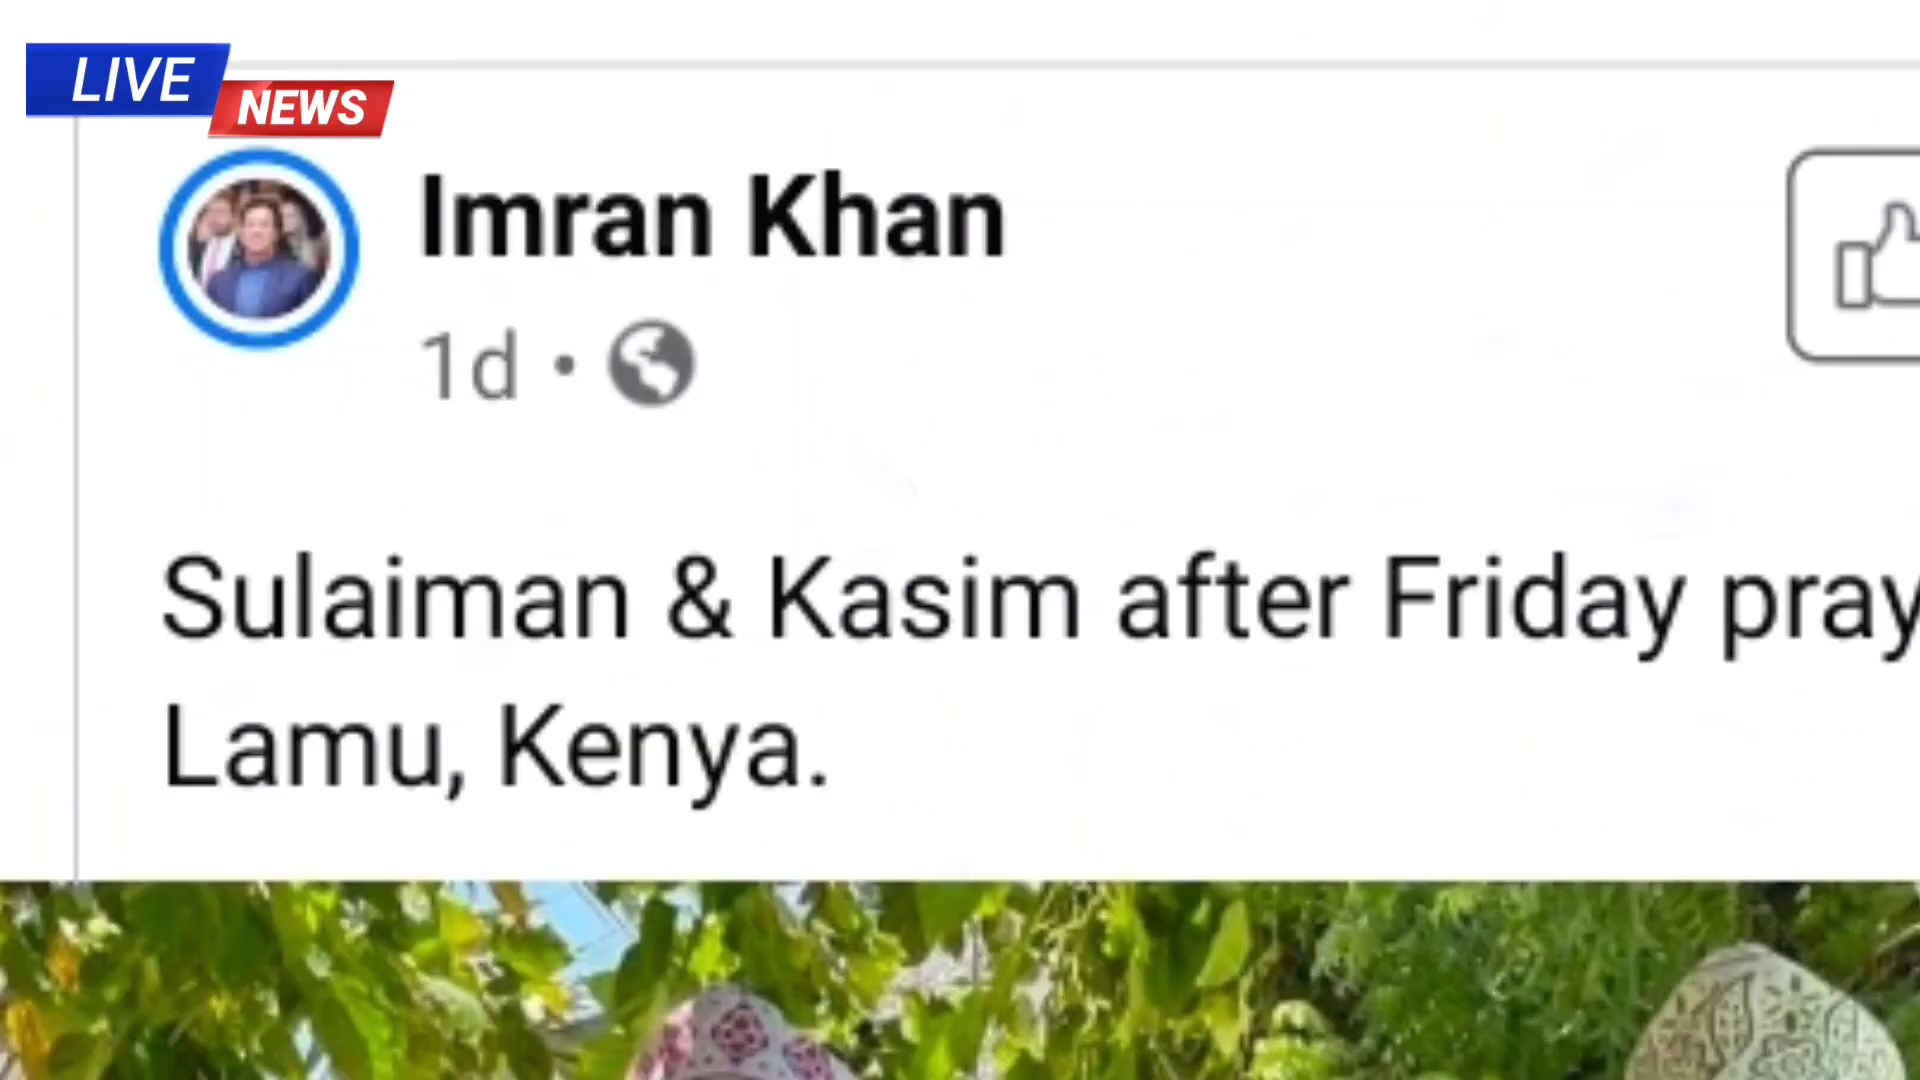 LIVE
NEWS
Imran Khan
1d •
Sulaiman & Kasim after Friday pray
Lamu, Kenya.